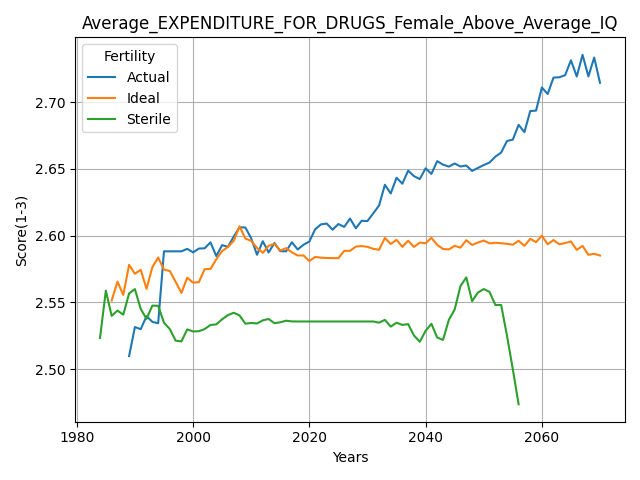 Average_EXPENDITURE_FOR_DRUGS_Female_Above_Average_IQ
Fertility
Actual
Ideal
Sterile
Score(1-3)
2.70
2.65
2.60
2.55
2.50
1980 2000 2020 2040 2060
Years